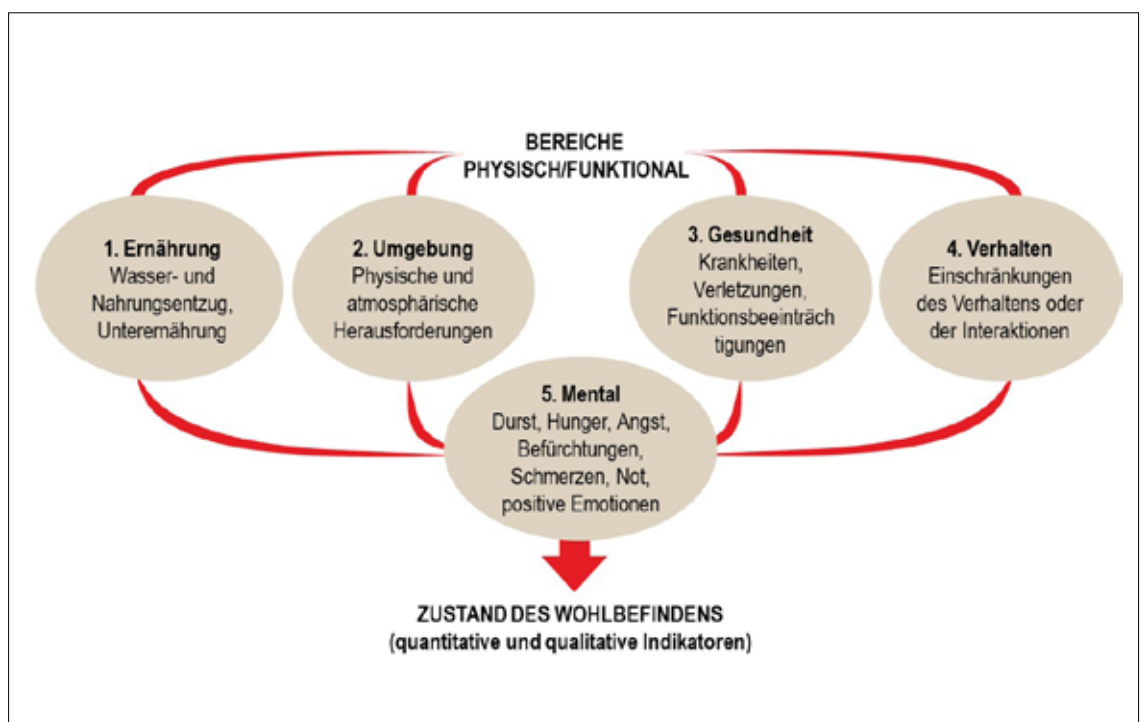 BEREICHE
PHYSISCH/FUNKTIONAL
1. Ernährung
Wasser- und
Nahrungsentzug,
Unterernährung
2. Umgebung
Physische und
atmosphärische
Herausforderungen
3. Gesundheit
Krankheiten,
Verletzungen,
Funktionsbeeinträch
tigungen
4. Verhalten
Einschränkungen
des Verhaltens oder
der Interaktionen
5. Mental
Durst, Hunger, Angst,
Befürchtungen,
Schmerzen, Not,
positive Emotionen
ZUSTAND DES WOHLBEFINDENS
(quantitative und qualitative Indikatoren)